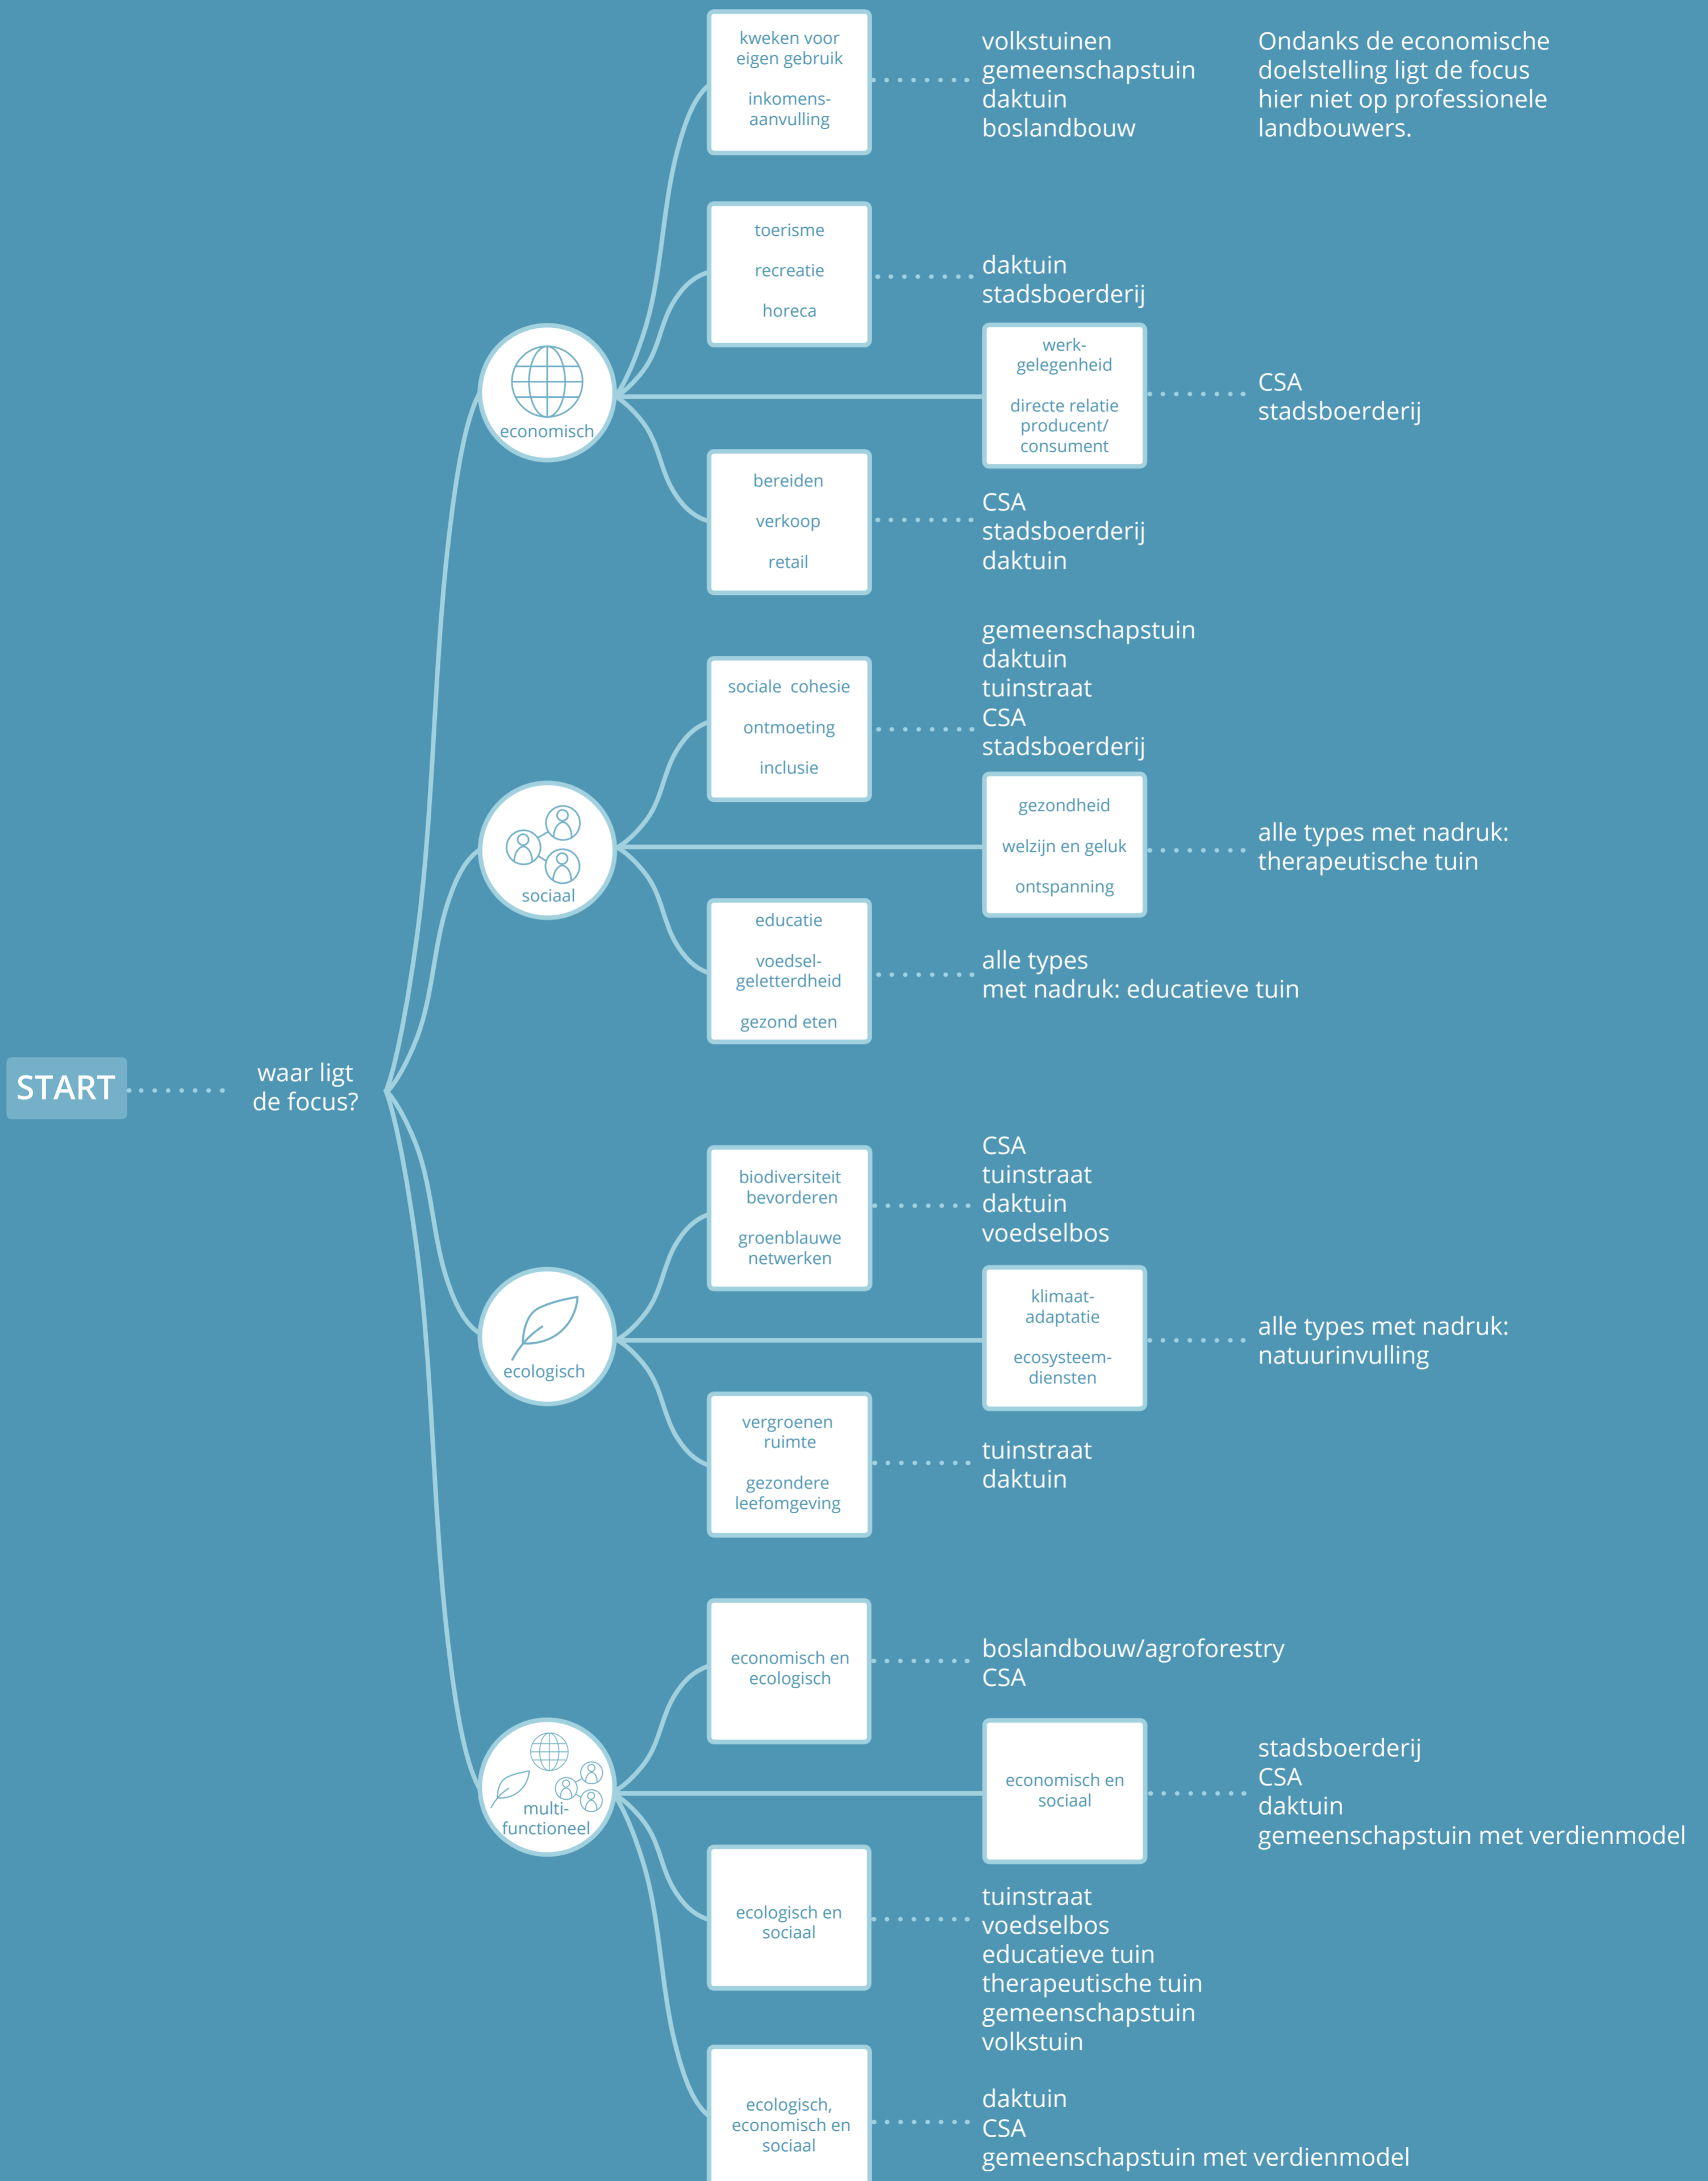 START
waar ligt
de focus?
economisch
kweken voor
eigen gebruik
inkomens-
aanvulling
volkstuinen
gemeenschapstuin
daktuin
boslandbouw
Ondanks de economische
doelstelling ligt de focus
hier niet op professionele
landbouwers.
toerisme
recreatie
horeca
daktuin
stadsboerderij
werk-
gelegenheid
directe relatie
producent/
consument
CSA
stadsboerderij
bereiden
verkoop
retail
CSA
stadsboerderij
daktuin
sociaal
sociale  cohesie
ontmoeting
inclusie
gemeenschapstuin
daktuin
tuinstraat
CSA
stadsboerderij
gezondheid
welzijn en geluk
ontspanning
alle types met nadruk:
therapeutische tuin
educatie
voedsel-
geletterdheid
gezond eten
alle types
met nadruk: educatieve tuin
ecologisch
biodiversiteit
bevorderen
groenblauwe
netwerken
CSA
tuinstraat
daktuin
voedselbos
klimaat-
adaptatie
ecosysteem-
diensten
alle types met nadruk:
natuurinvulling
vergroenen
ruimte
gezondere
leefomgeving
tuinstraat
daktuin
multi-
functioneel
economisch en
ecologisch
boslandbouw/agroforestry
CSA
economisch en
sociaal
stadsboerderij
CSA
daktuin
gemeenschapstuin met verdienmodel
ecologisch en
sociaal
tuinstraat
voedselbos
educatieve tuin
therapeutische tuin
gemeenschapstuin
volkstuin
ecologisch,
economisch en
sociaal
daktuin
CSA
gemeenschapstuin met verdienmodel